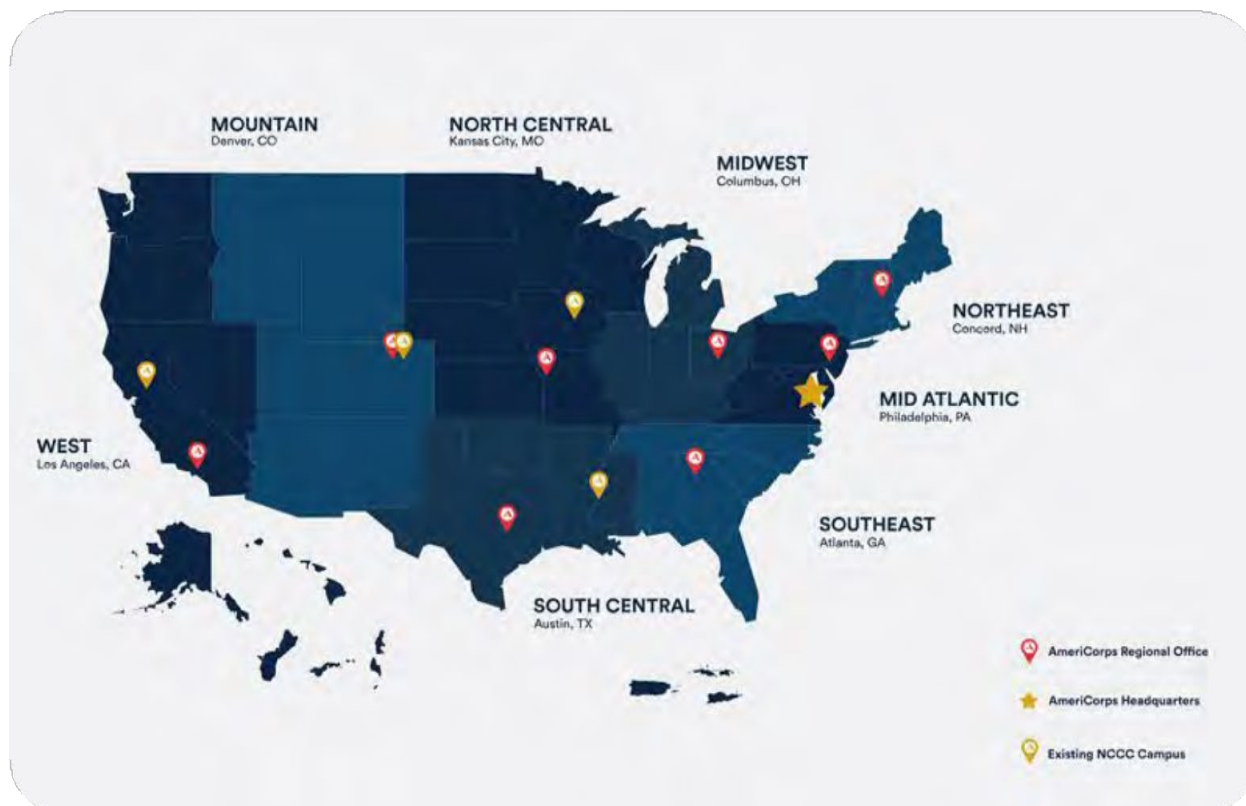 MOUNTAIN
Denver, CO
NORTH CENTRAL
Kansas City, MO
MIDWEST
Columbus, OH
NORTHEAST
Concord, NH
MID ATLANTIC
Philadelphia, PA
WEST
Los Angeles, CA
SOUTHEAST
Atlanta, GA
SOUTH CENTRAL
Austin, TX
AmeriCorps Regional Office
AmeriCorps Headquarters
Existing NCCC Campus